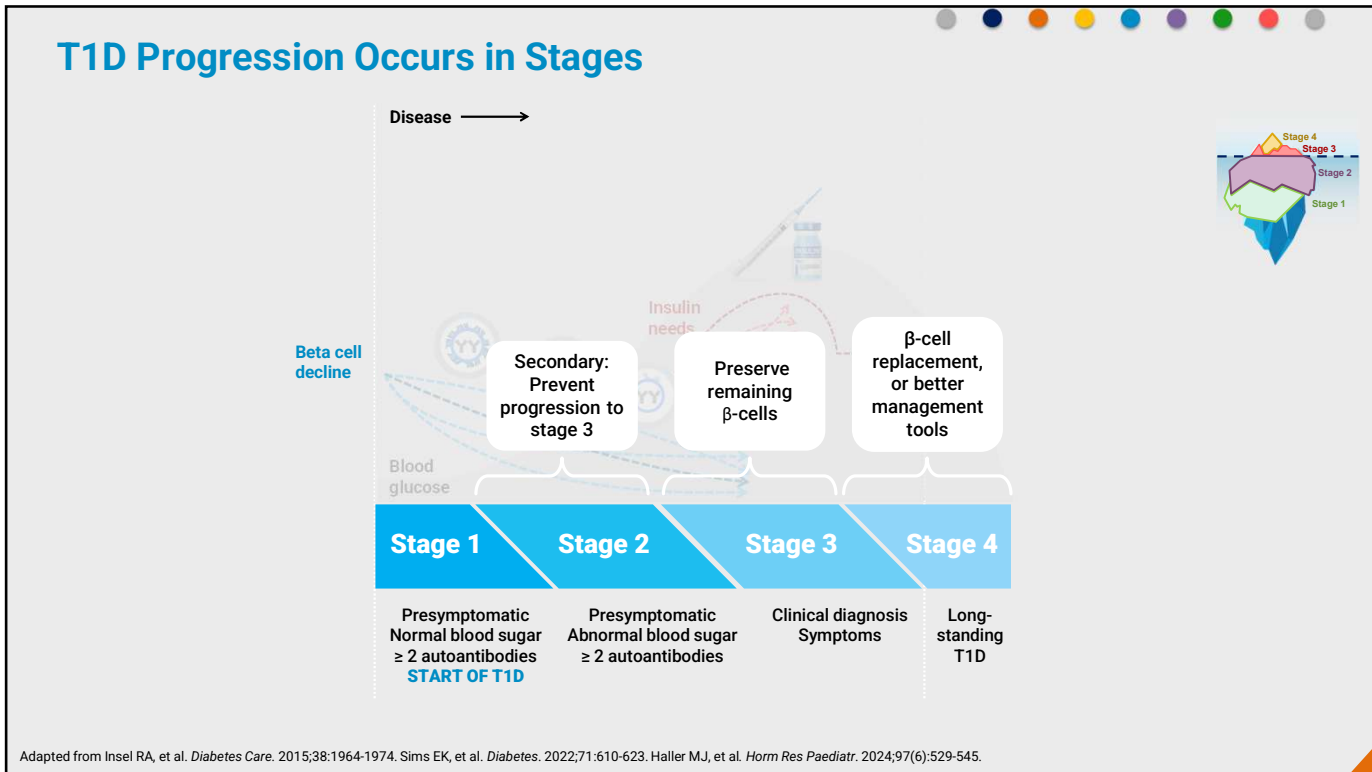 T1D Progression Occurs in Stages
Disease
Stage 4
Stage 3
Stage 2
Stage 1
Insulin
needs
Beta cell
decline
YY
YY
Secondary:
Prevent
progression to
stage 3
Preserve
remaining
β-cells
β-cell
replacement,
or better
management
tools
Blood
glucose
Stage 1
Stage 2
Stage 3
Stage 4
Presymptomatic
Normal blood sugar
≥ 2 autoantibodies
START OF T1D
Presymptomatic
Abnormal blood sugar
≥ 2 autoantibodies
Clinical diagnosis
Symptoms
Long-
standing
T1D
Adapted from Insel RA, et al. Diabetes Care. 2015;38:1964-1974. Sims EK, et al. Diabetes. 2022;71:610-623. Haller MJ, et al. Horm Res Paediatr. 2024;97(6):529-545.